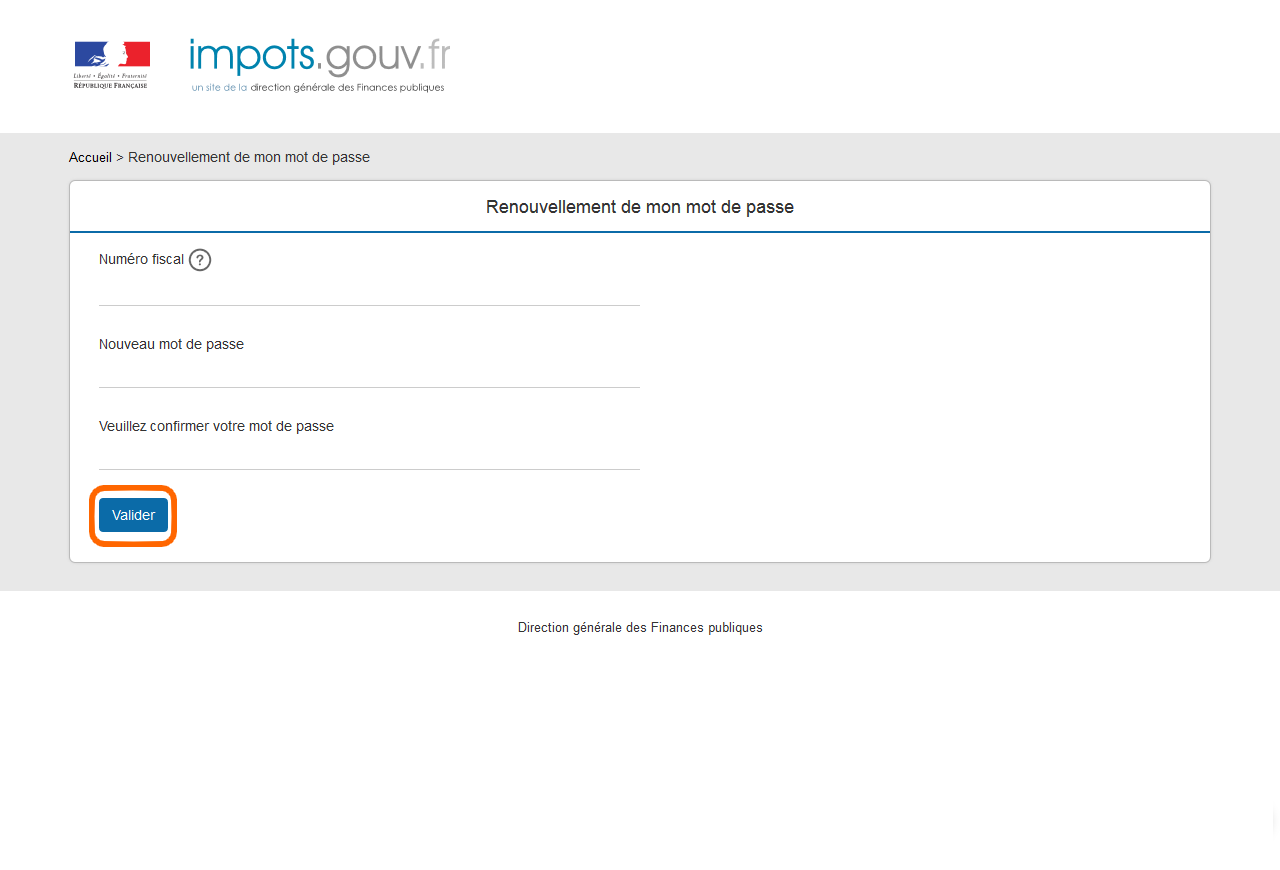 Liberté • Égalité • Fraternité
RÉPUBLIQUE FRANÇAISE
impots.gouv.fr
un site de la direction générale des Finances publiques
Accueil > Renouvellement de mon mot de passe
Renouvellement de mon mot de passe
Numéro fiscal ?
Nouveau mot de passe
Veuillez confirmer votre mot de passe
Valider
Direction générale des Finances publiques